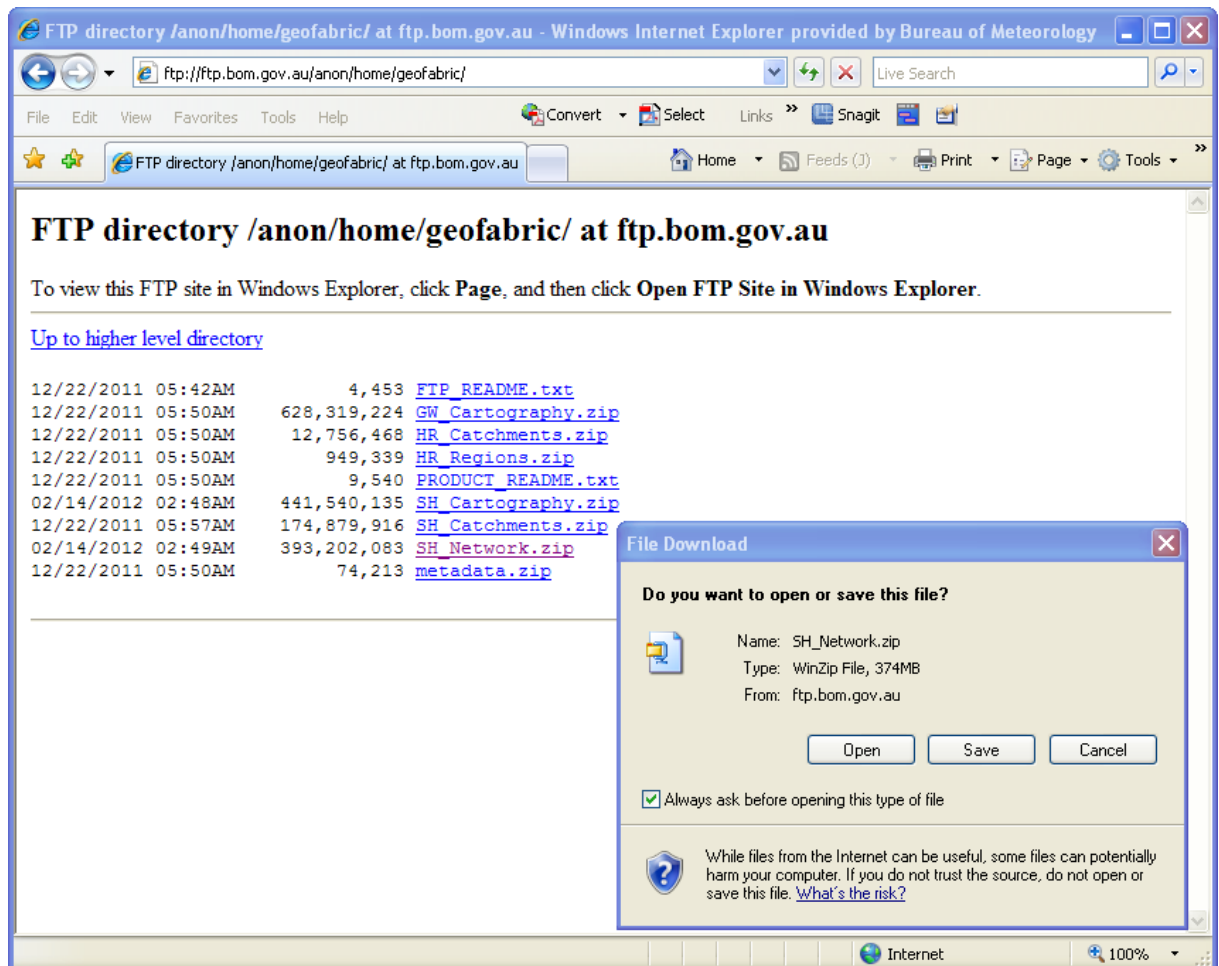 FTP directory /anon/home/geofabric/ at ftp.bom.gov.au - Windows Internet Explorer provided by Bureau of Meteorology
ftp://ftp.bom.gov.au/anon/home/geofabric/ Live Search
File Edit View Favorites Tools Help Convert Select Links » Snagit
FTP directory /anon/home/geofabric/ at ftp.bom.gov.au Home Feeds (J) Print Page Tools »
FTP directory /anon/home/geofabric/ at ftp.bom.gov.au
To view this FTP site in Windows Explorer, click Page, and then click Open FTP Site in Windows Explorer.
Up to higher level directory
12/22/2011 05:42AM 4,453 FTP_README.txt
12/22/2011 05:50AM 628,319,224 GW_Cartography.zip
12/22/2011 05:50AM 12,756,468 HR_Catchments.zip
12/22/2011 05:50AM 949,339 HR_Regions.zip
12/22/2011 05:50AM 9,540 PRODUCT_README.txt
02/14/2012 02:48AM 441,540,135 SH_Cartography.zip
12/22/2011 05:57AM 174,879,916 SH_Catchments.zip
02/14/2012 02:49AM 393,202,083 SH_Network.zip
12/22/2011 05:50AM 74,213 metadata.zip
File Download
Do you want to open or save this file?
Name: SH_Network.zip
Type: WinZip File, 374MB
From: ftp.bom.gov.au
Open Save Cancel
Always ask before opening this type of file
While files from the Internet can be useful, some files can potentially
harm your computer. If you do not trust the source, do not open or
save this file. What's the risk?
Internet 100%